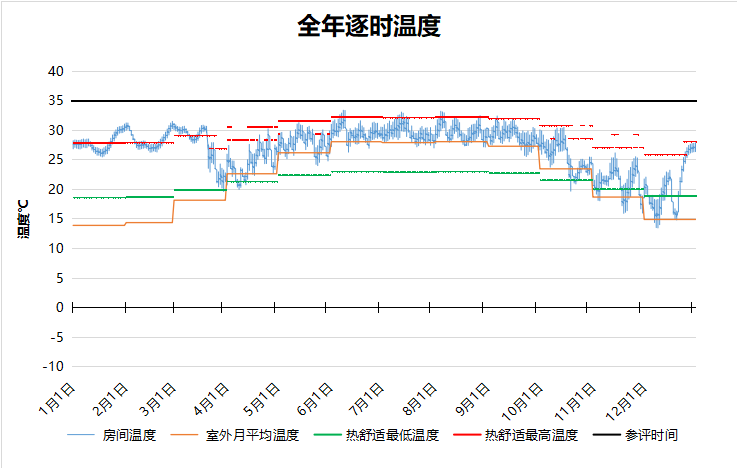 全年逐时温度
40
35
30
25
20
15
10
5
0
-5
-10
温度℃
1月1日
2月1日
3月1日
4月1日
5月1日
6月1日
7月1日
8月1日
9月1日
10月1日
11月1日
12月1日
房间温度 室外月平均温度 热舒适最低温度 热舒适最高温度 参评时间